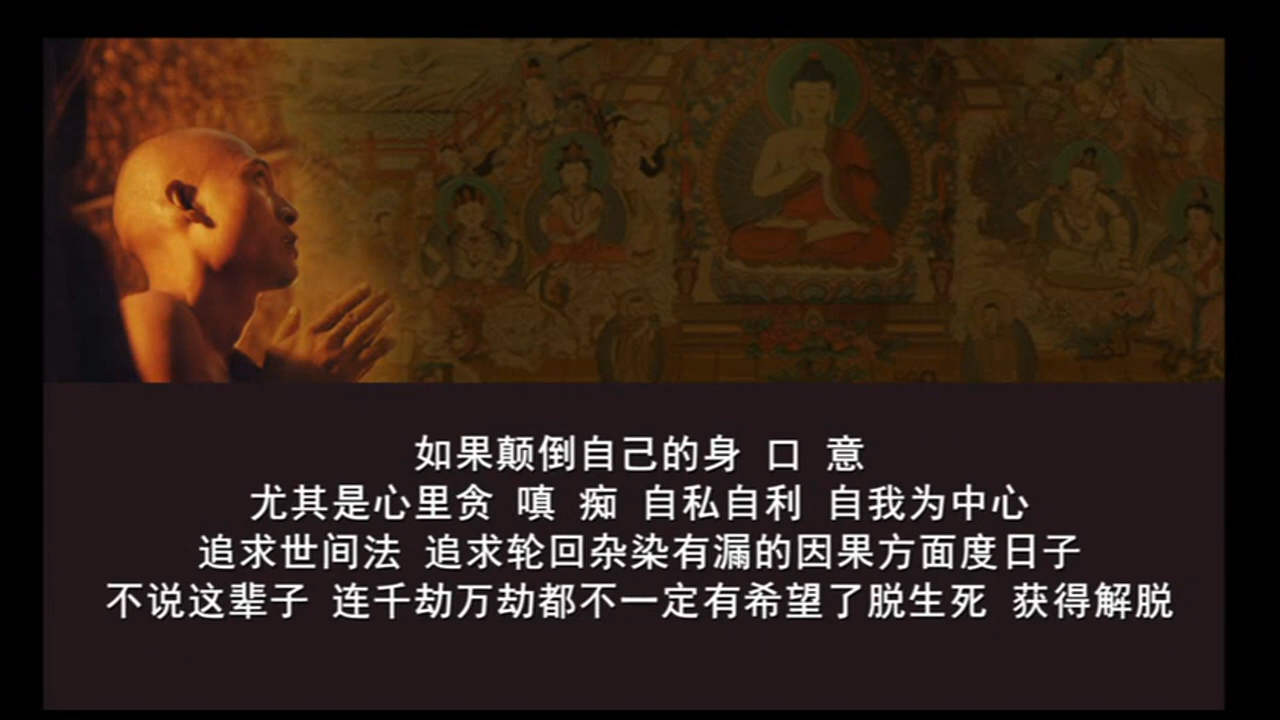 如果颠倒自己的身 口 意
尤其是心里贪 嗔 痴 自私自利 自我为中心
追求世间法 追求轮回杂染有漏的因果方面度日子
不说这辈子 连千劫万劫都不一定有希望了脱生死 获得解脱